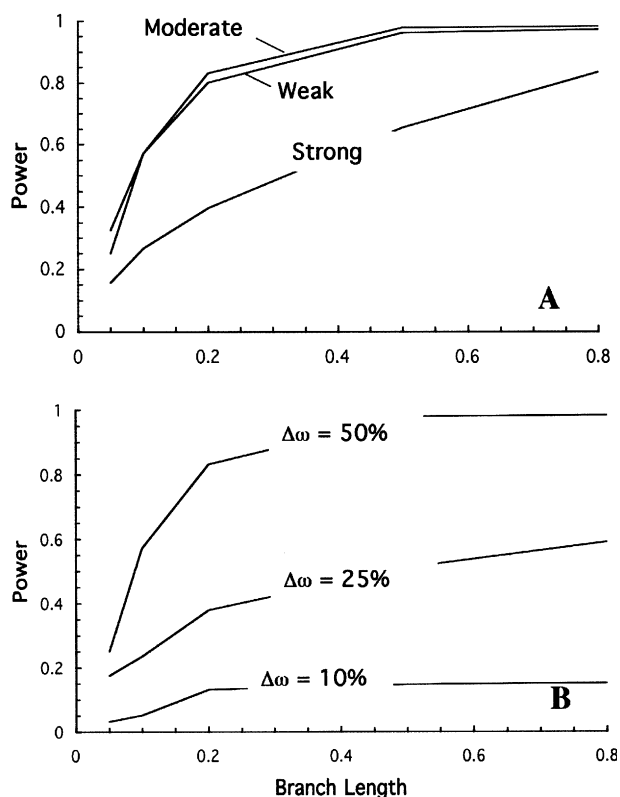 1
Moderate
0.8
Weak
0.6
Strong
0.4
0.2
A
0
0 0.2 0.4 0.6 0.8
Power
1
Δω = 50%
0.8
0.6
Δω = 25%
0.4
0.2
Δω = 10%
B
0
0 0.2 0.4 0.6 0.8
Power
Branch Length